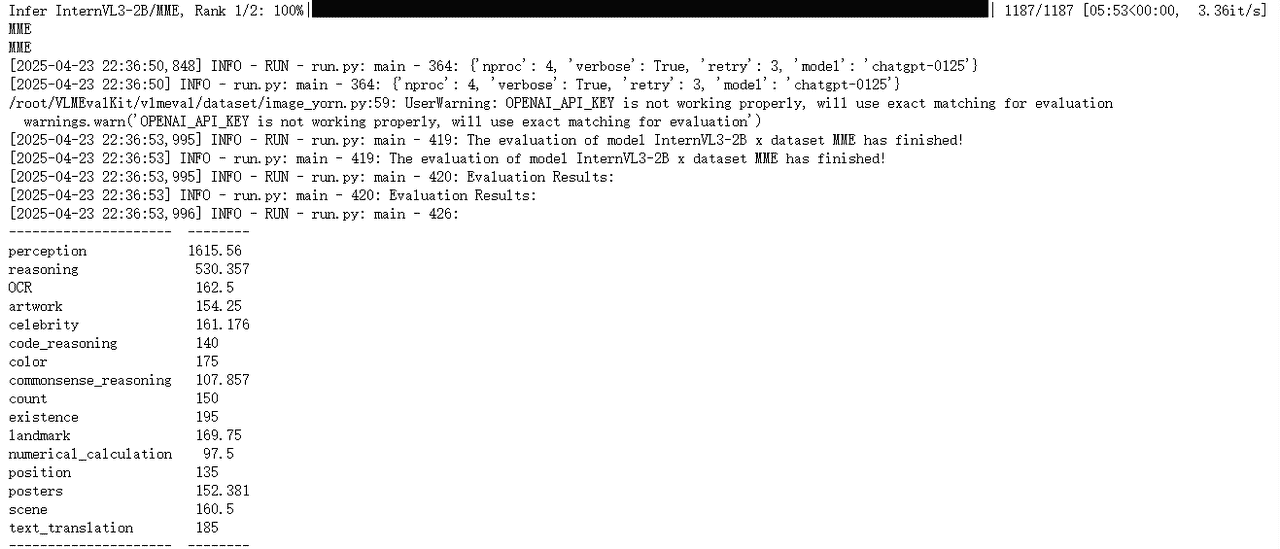 Infer InternVL3-2B/MME, Rank 1/2: 100%| | 1187/1187 [05:53<00:00,  3.36it/s]
MME
MME
[2025-04-23 22:36:50,848] INFO - RUN - run.py: main - 364: {'nproc': 4, 'verbose': True, 'retry': 3, 'model': 'chatgpt-0125'}
[2025-04-23 22:36:50] INFO - run.py: main - 364: {'nproc': 4, 'verbose': True, 'retry': 3, 'model': 'chatgpt-0125'}
/root/VLMEvalKit/vlmeval/dataset/image_yorn.py:59: UserWarning: OPENAI_API_KEY is not working properly, will use exact matching for evaluation
  warnings.warn('OPENAI_API_KEY is not working properly, will use exact matching for evaluation')
[2025-04-23 22:36:53,995] INFO - RUN - run.py: main - 419: The evaluation of model InternVL3-2B x dataset MME has finished!
[2025-04-23 22:36:53] INFO - run.py: main - 419: The evaluation of model InternVL3-2B x dataset MME has finished!
[2025-04-23 22:36:53,995] INFO - RUN - run.py: main - 420: Evaluation Results:
[2025-04-23 22:36:53] INFO - run.py: main - 420: Evaluation Results:
[2025-04-23 22:36:53,996] INFO - RUN - run.py: main - 426:
---------------------  --------
perception             1615.56
reasoning               530.357
OCR                     162.5
artwork                 154.25
celebrity               161.176
code_reasoning          140
color                   175
commonsense_reasoning   107.857
count                   150
existence               195
landmark                169.75
numerical_calculation    97.5
position                135
posters                 152.381
scene                   160.5
text_translation        185
---------------------  --------